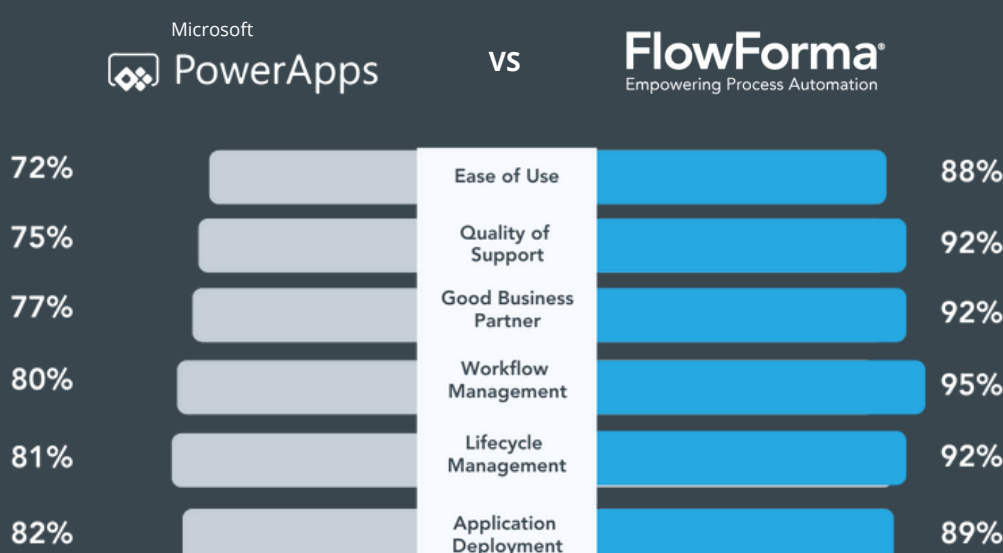 Microsoft
PowerApps
VS
FlowForma®
Empowering Process Automation
72%
Ease of Use
88%
75%
Quality of
Support
92%
77%
Good Business
Partner
92%
80%
Workflow
Management
95%
81%
Lifecycle
Management
92%
82%
Application
Deployment
89%